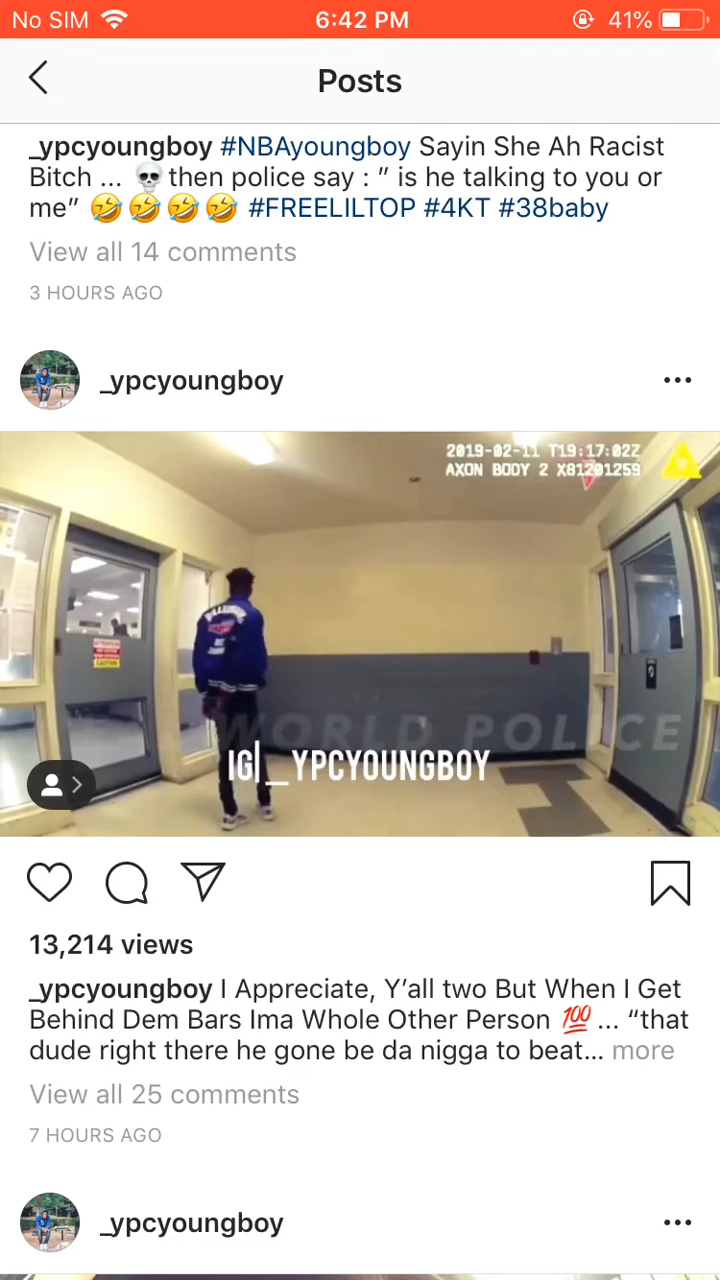 No SIM 6:42 PM 41%
Posts
_ypcyoungboy #NBAyoungboy Sayin She Ah Racist
Bitch ... 💀then police say : ” is he talking to you or
me” 🤣🤣🤣🤣 #FREELILTOP #4KT #38baby
View all 14 comments
3 HOURS AGO
_ypcyoungboy
2019-02-11 T19:17:02Z
AXON BODY 2 X81201259
WORLD POLICE
IG|_YPCYOUNGBOY
13,214 views
_ypcyoungboy I Appreciate, Y’all two But When I Get
Behind Dem Bars Ima Whole Other Person 💯 ... “that
dude right there he gone be da nigga to beat... more
View all 25 comments
7 HOURS AGO
_ypcyoungboy